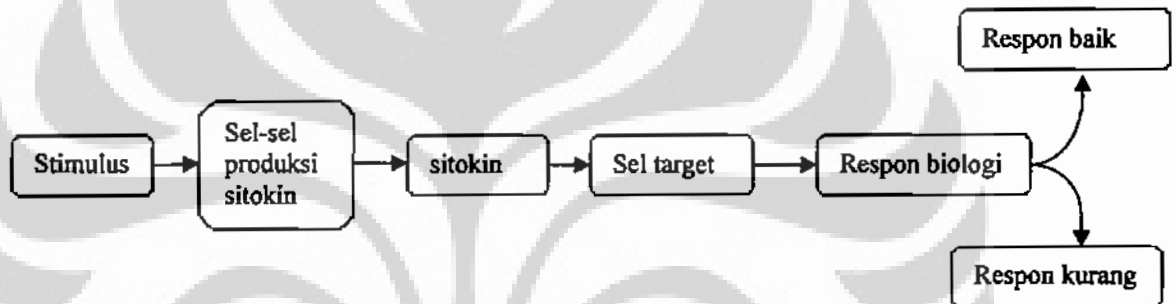 Respon baik
Stimulus
Sel-sel
produksi
sitokin
sitokin
Sel target
Respon biologi
Respon kurang